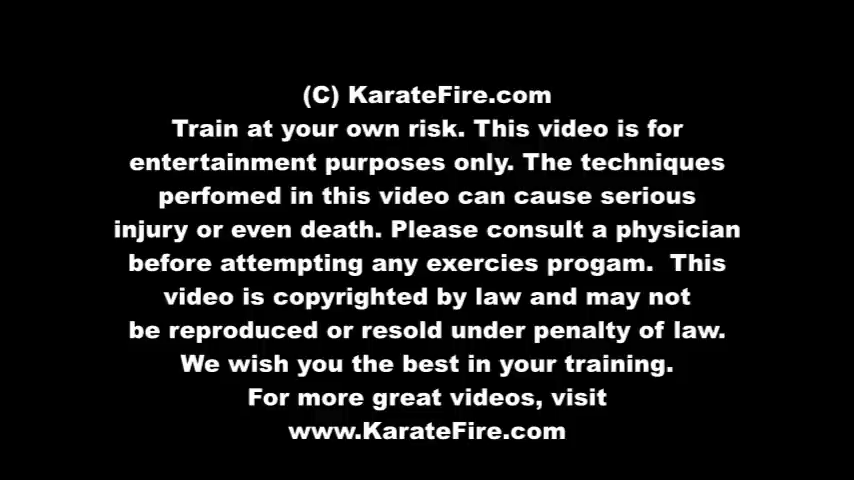 (C) KarateFire.com
Train at your own risk. This video is for
entertainment purposes only. The techniques
perfomed in this video can cause serious
injury or even death. Please consult a physician
before attempting any exercies progam.  This
video is copyrighted by law and may not
be reproduced or resold under penalty of law.
We wish you the best in your training.
For more great videos, visit
www.KarateFire.com